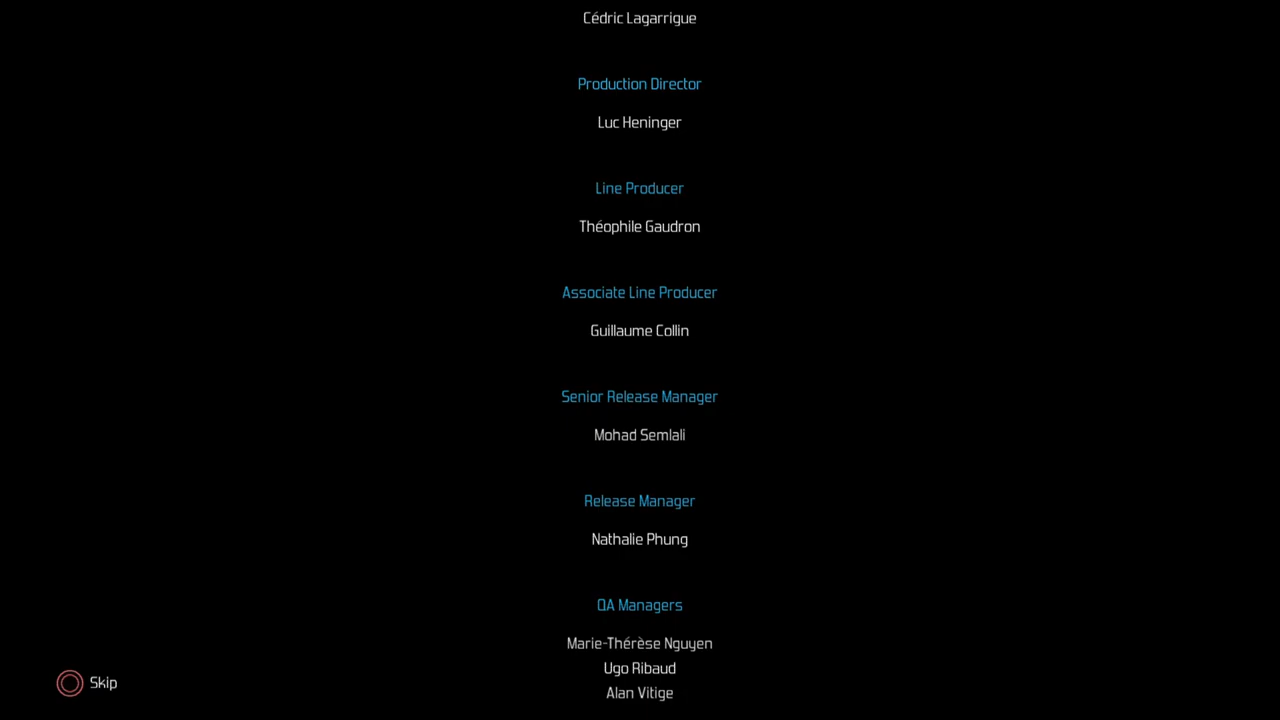 Cédric Lagarrigue
Production Director
Luc Heninger
Line Producer
Théophile Gaudron
Associate Line Producer
Guillaume Collin
Senior Release Manager
Mohad Semlali
Release Manager
Nathalie Phung
QA Managers
Marie-Thérèse Nguyen
Ugo Ribaud
Alan Vitige
Skip